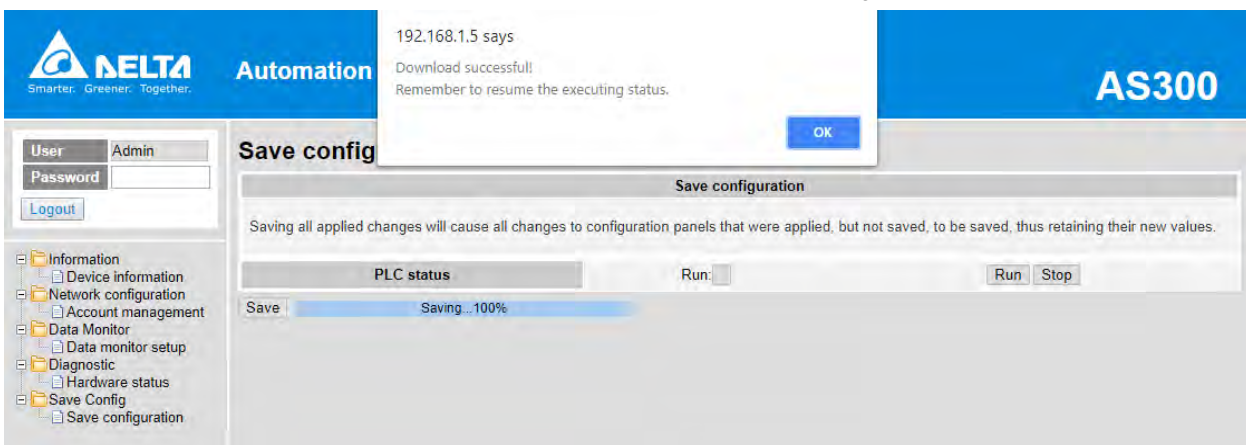 192.168.1.5 says
Download successful!
Remember to resume the executing status.
OK
DELTA
Smarter. Greener. Together.
Automation
AS300
User Admin
Password
Logout
Information
Device information
Network configuration
Account management
Data Monitor
Data monitor setup
Diagnostic
Hardware status
Save Config
Save configuration
Save config
Save configuration
Saving all applied changes will cause all changes to configuration panels that were applied, but not saved, to be saved, thus retaining their new values.
PLC status Run: Run Stop
Save Saving...100%